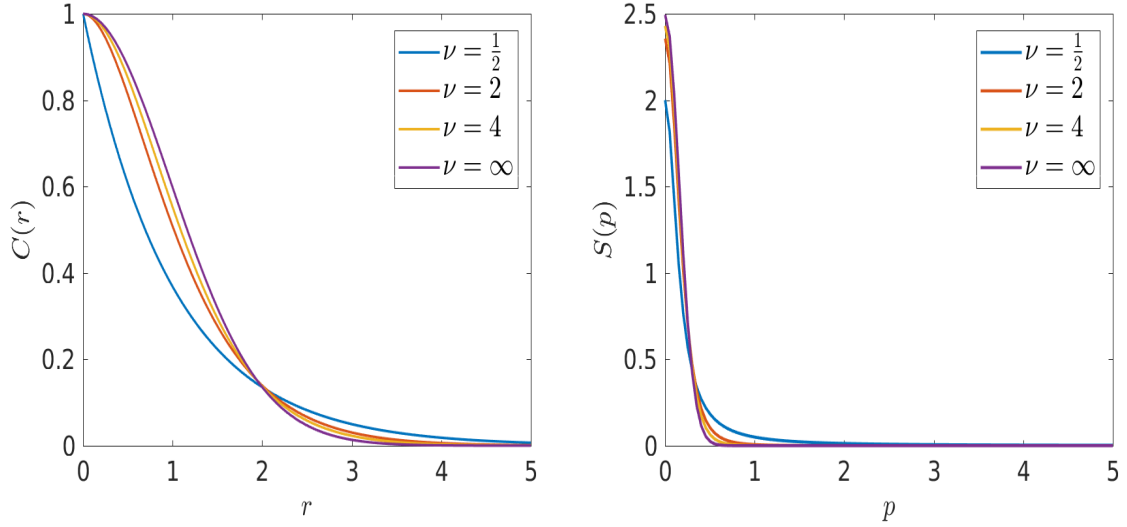 1
0.8
0.6
0.4
0.2
0
C(r)
0 1 2 3 4 5
r
ν = 1/2
ν = 2
ν = 4
ν = ∞
2.5
2
1.5
1
0.5
0
S(p)
0 1 2 3 4 5
p
ν = 1/2
ν = 2
ν = 4
ν = ∞